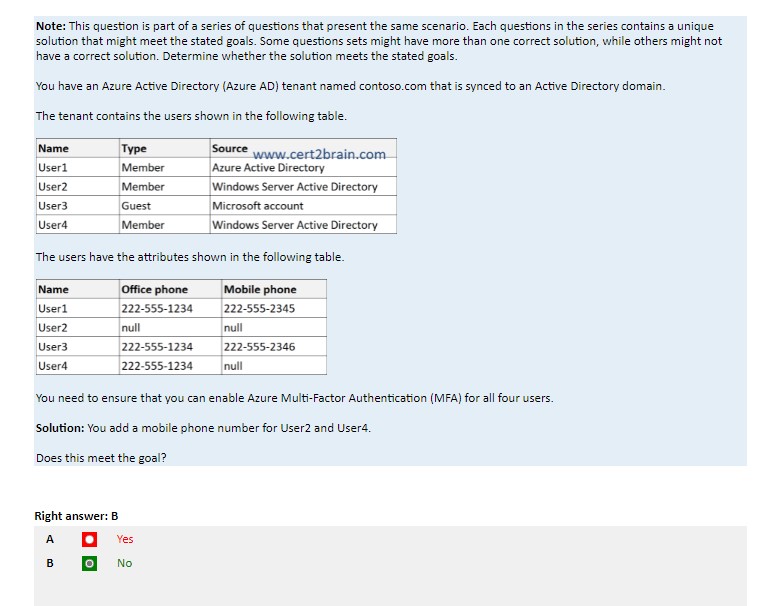 Note: This question is part of a series of questions that present the same scenario. Each questions in the series contains a unique
solution that might meet the stated goals. Some questions sets might have more than one correct solution, while others might not
have a correct solution. Determine whether the solution meets the stated goals.
You have an Azure Active Directory (Azure AD) tenant named contoso.com that is synced to an Active Directory domain.
The tenant contains the users shown in the following table.
Name Type Source www.cert2brain.com
User1 Member Azure Active Directory
User2 Member Windows Server Active Directory
User3 Guest Microsoft account
User4 Member Windows Server Active Directory
The users have the attributes shown in the following table.
Name Office phone Mobile phone
User1 222-555-1234 222-555-2345
User2 null null
User3 222-555-1234 222-555-2346
User4 222-555-1234 null
You need to ensure that you can enable Azure Multi-Factor Authentication (MFA) for all four users.
Solution: You add a mobile phone number for User2 and User4.
Does this meet the goal?
Right answer: B
A Yes
B No